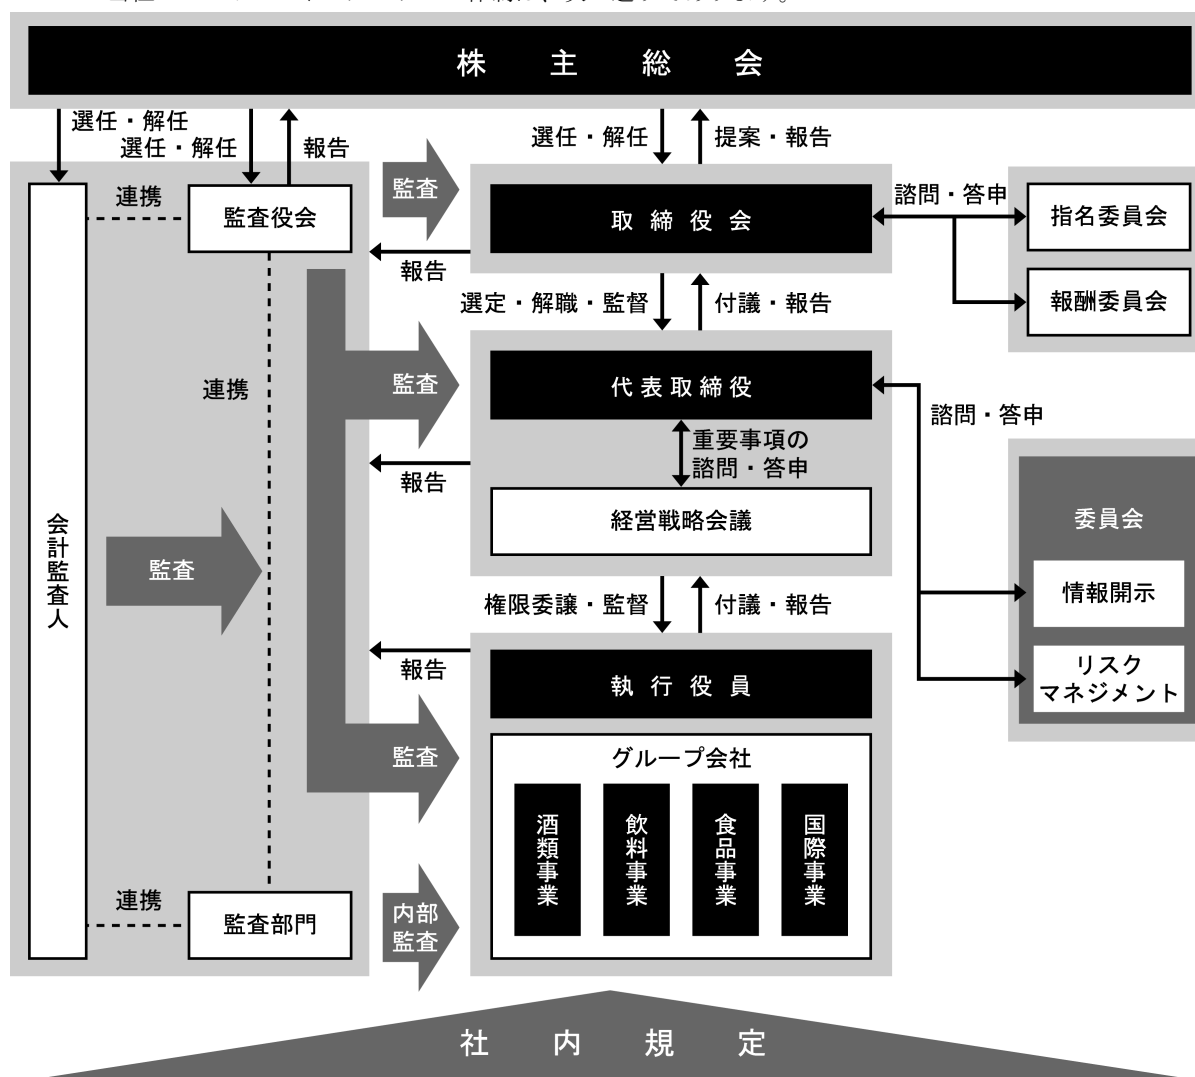 株主総会
選任・解任
選任・解任
報告
選任・解任
提案・報告
連携
監査役会
監査
取締役会
諮問・答申
指名委員会
報酬委員会
報告
選定・解職・監督
付議・報告
連携
監査
代表取締役
諮問・答申
重要事項の
諮問・答申
報告
経営戦略会議
委員会
情報開示
リスク
マネジメント
会計監査人
監査
権限委譲・監督
付議・報告
報告
執行役員
監査
グループ会社
酒類事業
飲料事業
食品事業
国際事業
連携
監査部門
内部
監査
社内規定